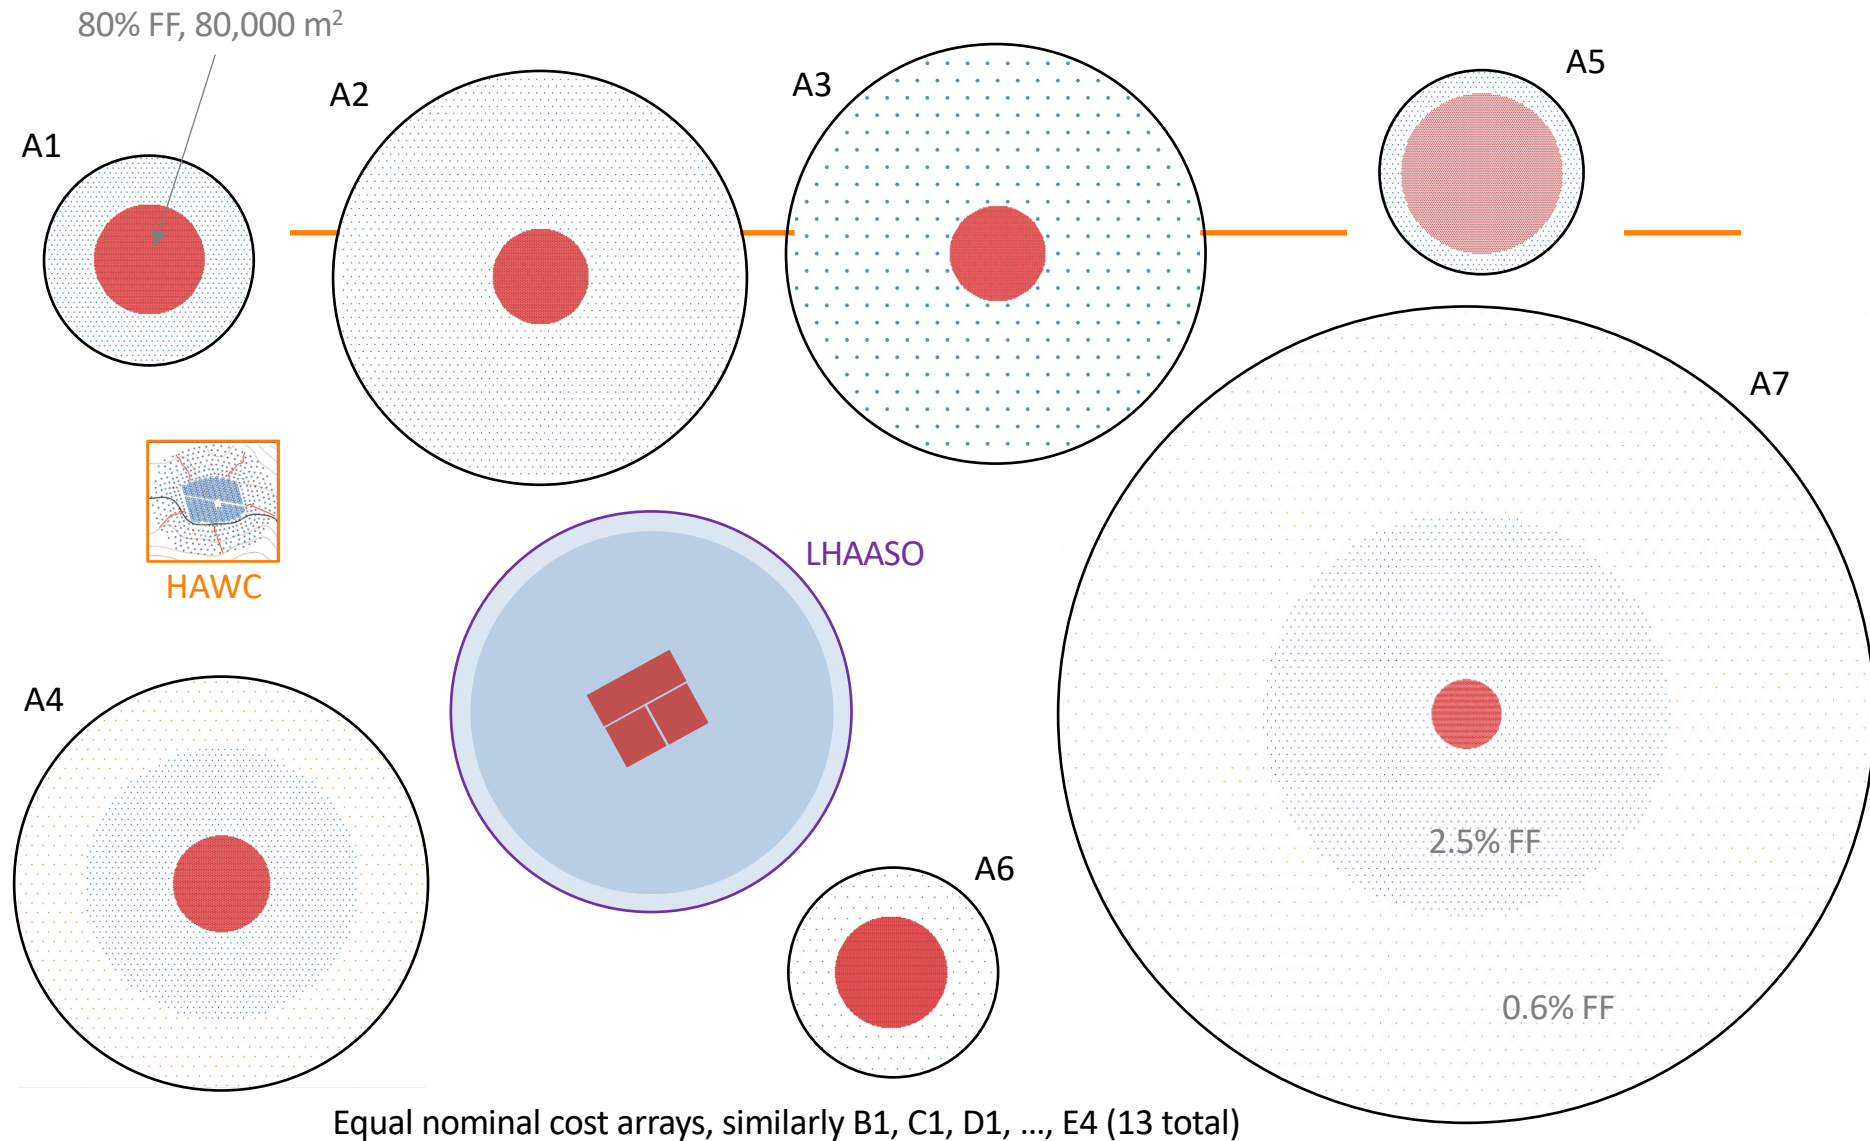 80% FF, 80,000 m²
A1
A2
A3
A5
A7
HAWC
LHAASO
A4
A6
2.5% FF
0.6% FF
Equal nominal cost arrays, similarly B1, C1, D1, ..., E4 (13 total)